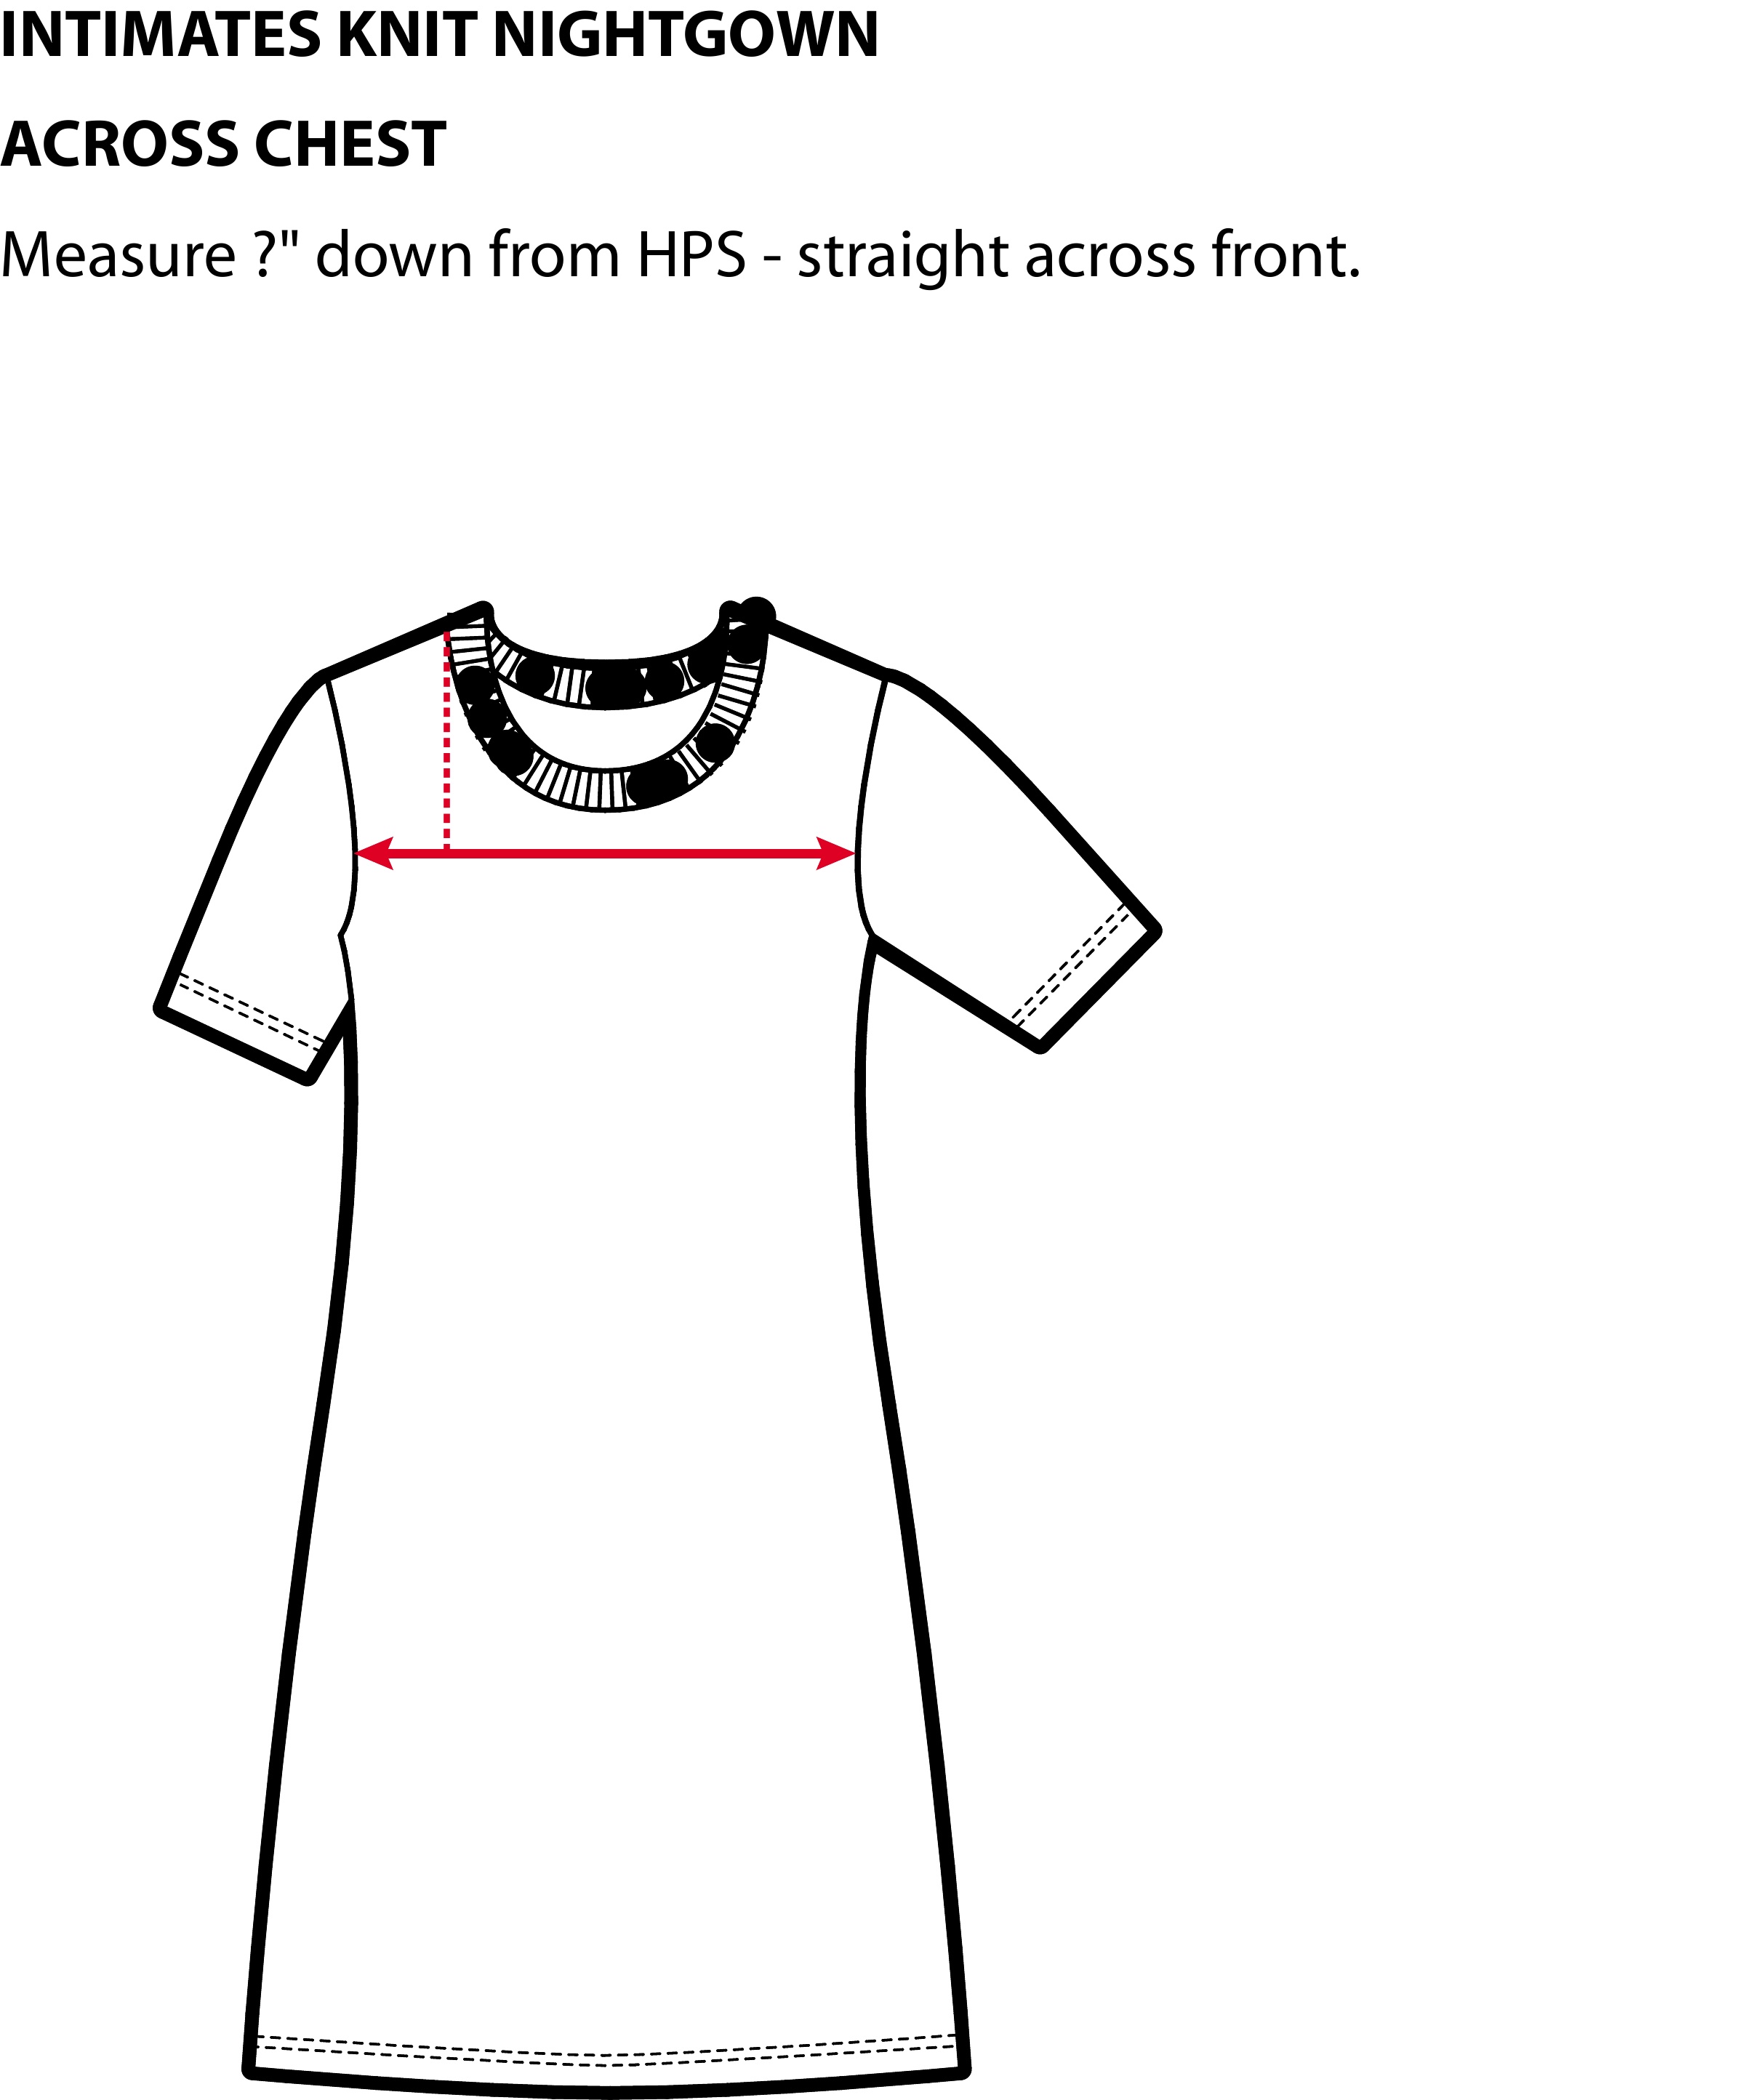 INTIMATES KNIT NIGHTGOWN
ACROSS CHEST
Measure ?" down from HPS - straight across front.